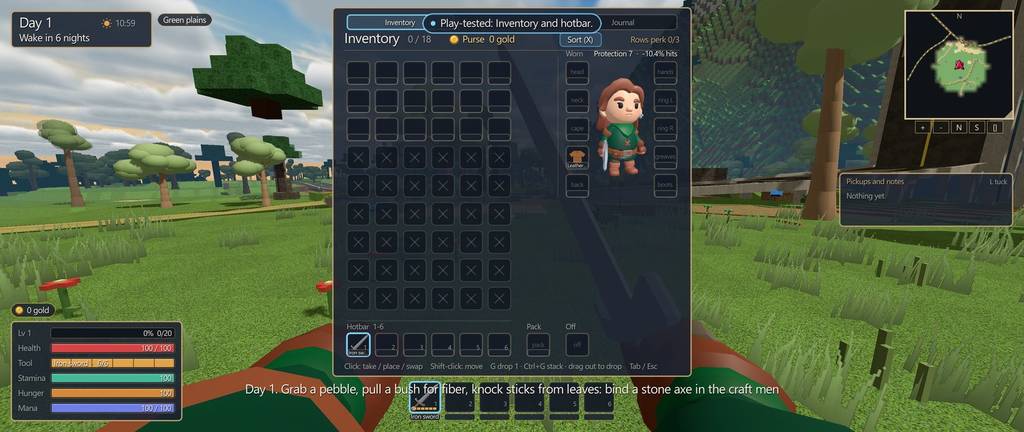 Day 1
10:59
Wake in 6 nights
Green plains
Inventory
Play-tested: Inventory and hotbar.
Journal
Inventory 0 / 18
Purse 0 gold
Sort (X)
Rows perk 0/3
Worn
Protection 7 · -10.4% hits
head
hands
neck
ring L
cape
ring R
Leather
greaves
back
boots
N
+ - N S []
Pickups and notes
L tuck
Nothing yet.
0 gold
Lv 1
0% 0/20
Health
100 / 100
Tool
Iron sword
6/6
Stamina
100
Hunger
100
Mana
100 / 100
Hotbar 1-6
Pack
Off
1 2 3 4 5 6
Iron sw
pack
off
Click: take / place / swap Shift-click: move G drop 1 · Ctrl+G stack · drag out to drop Tab / Esc
Day 1. Grab a pebble, pull a bush for fiber, knock sticks from leaves: bind a stone axe in the craft men
1 2 3 4 5 6
Iron sword